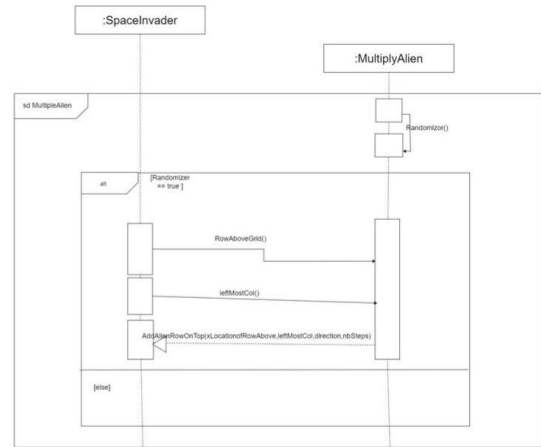 :SpaceInvader
:MultiplyAlien
sd MultipleAlien
Randomizor()
alt
[Randomizer
== true ]
RowAboveGrid()
leftMostCol()
AddAlienRowOnTop(xLocationofRowAbove,leftMostCol,direction,nbSteps)
[else]